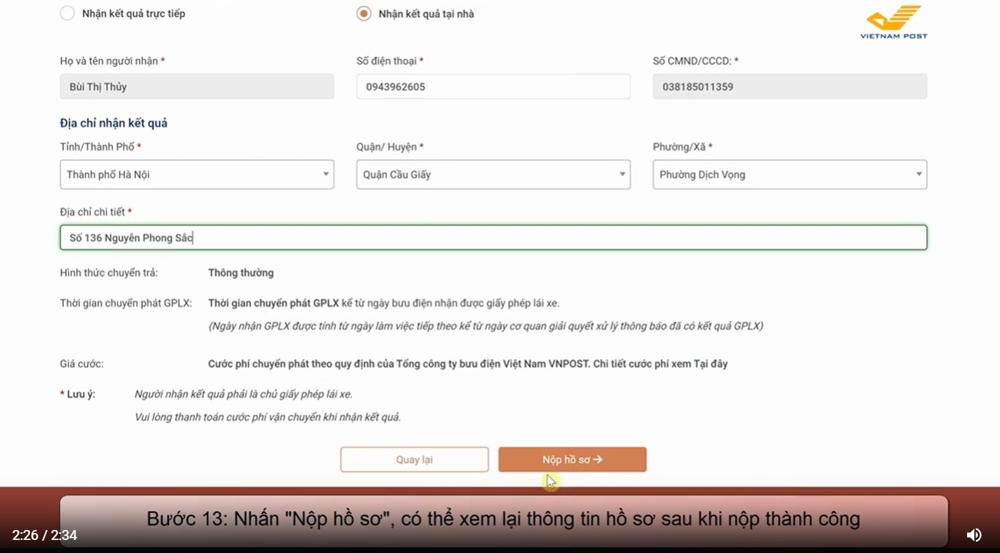 Nhận kết quả trực tiếp
Nhận kết quả tại nhà
VIETNAM POST
Họ và tên người nhận *
Số điện thoại *
Số CMND/CCCD: *
Bùi Thị Thủy
0943962605
038185011359
Địa chỉ nhận kết quả
Tỉnh/Thành Phố *
Quận/ Huyện *
Phường/Xã *
Thành phố Hà Nội
Quận Cầu Giấy
Phường Dịch Vọng
Địa chỉ chi tiết *
Số 136 Nguyễn Phong Sắc
Hình thức chuyển trả: Thông thường
Thời gian chuyển phát GPLX: Thời gian chuyển phát GPLX kể từ ngày bưu điện nhận được giấy phép lái xe.
(Ngày nhận GPLX được tính từ ngày làm việc tiếp theo kể từ ngày cơ quan giải quyết xử lý thông báo đã có kết quả GPLX)
Giá cước: Cước phí chuyển phát theo quy định của Tổng công ty bưu điện Việt Nam VNPOST. Chi tiết cước phí xem Tại đây
* Lưu ý: Người nhận kết quả phải là chủ giấy phép lái xe.
Vui lòng thanh toán cước phí vận chuyển khi nhận kết quả.
Quay lại
Nộp hồ sơ →
Bước 13: Nhấn "Nộp hồ sơ", có thể xem lại thông tin hồ sơ sau khi nộp thành công
2:26 / 2:34